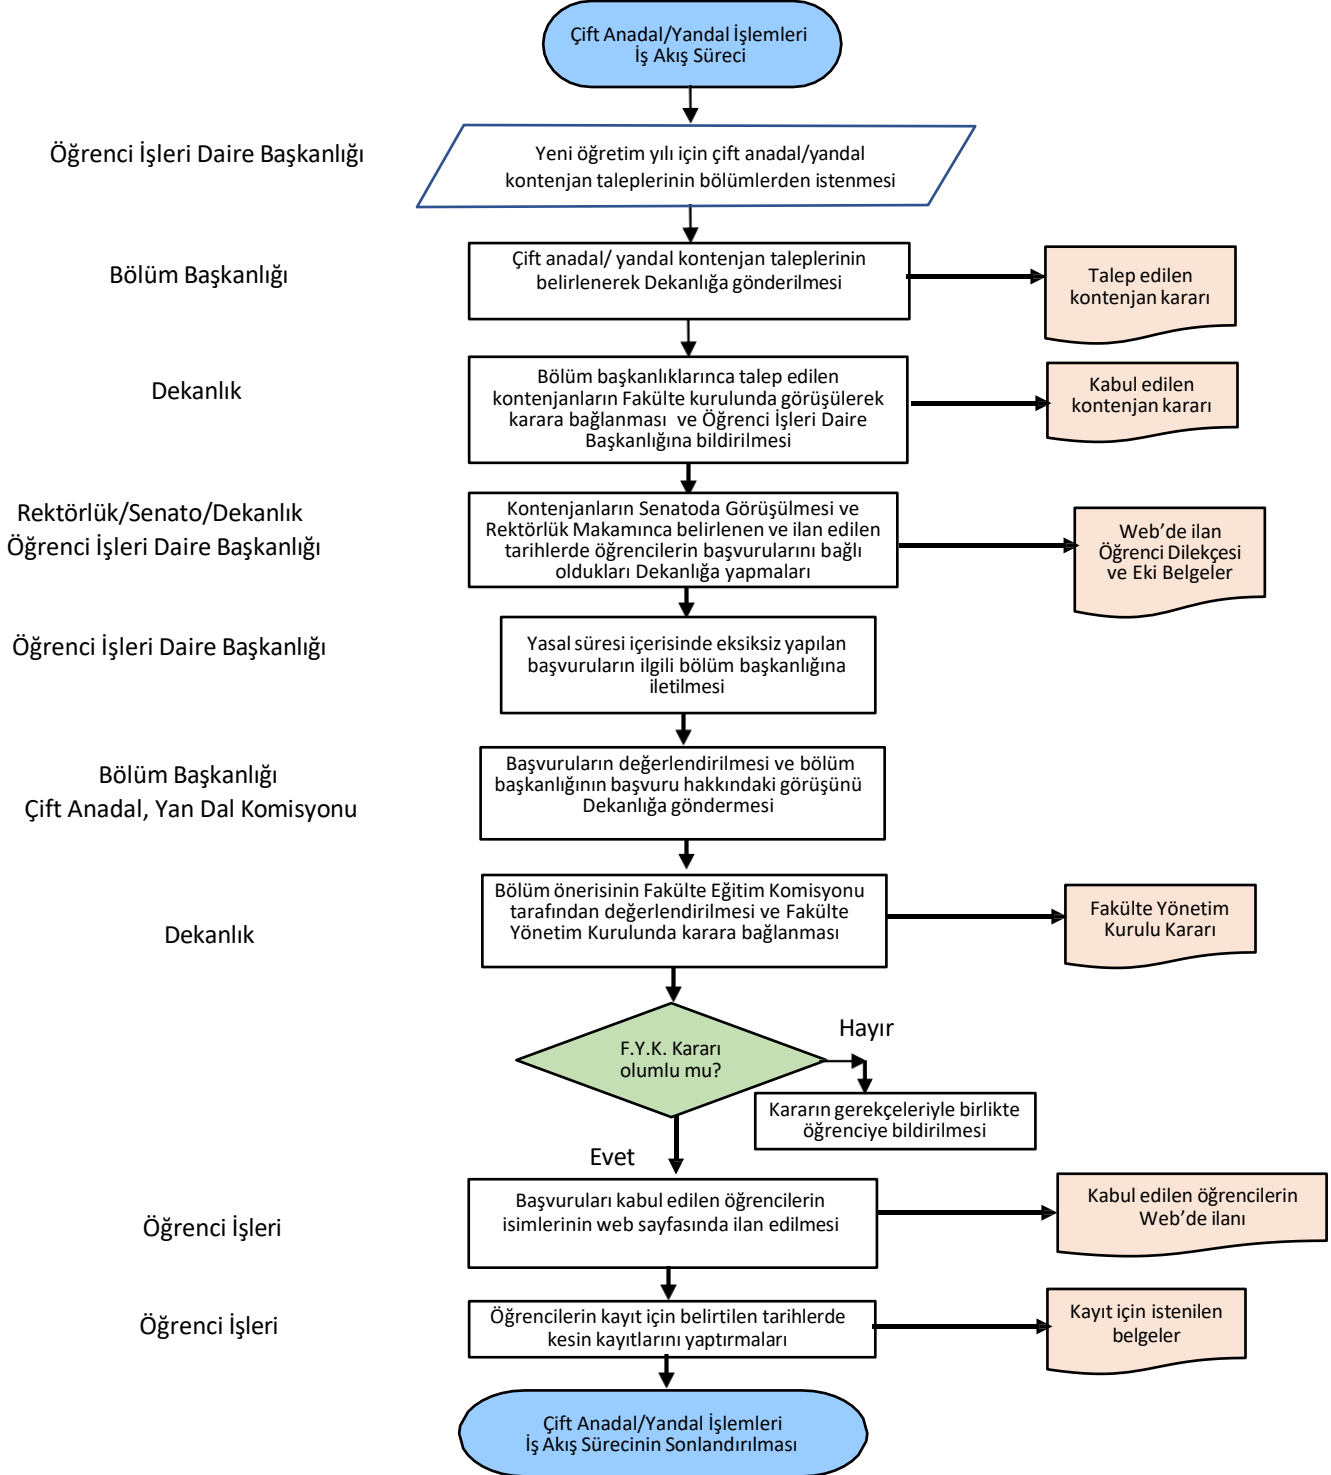 Çift Anadal/Yandal İşlemleri
İş Akış Süreci
Öğrenci İşleri Daire Başkanlığı
Yeni öğretim yılı için çift anadal/yandal
kontenjan taleplerinin bölümlerden istenmesi
Bölüm Başkanlığı
Çift anadal/ yandal kontenjan taleplerinin
belirlenerek Dekanlığa gönderilmesi
Talep edilen
kontenjan kararı
Dekanlık
Bölüm başkanlıklarınca talep edilen
kontenjanların Fakülte kurulunda görüşülerek
karara bağlanması ve Öğrenci İşleri Daire
Başkanlığına bildirilmesi
Kabul edilen
kontenjan kararı
Rektörlük/Senato/Dekanlık
Öğrenci İşleri Daire Başkanlığı
Kontenjanların Senatoda Görüşülmesi ve
Rektörlük Makamınca belirlenen ve ilan edilen
tarihlerde öğrencilerin başvurularını bağlı
oldukları Dekanlığa yapmaları
Web’de ilan
Öğrenci Dilekçesi
ve Eki Belgeler
Öğrenci İşleri Daire Başkanlığı
Yasal süresi içerisinde eksiksiz yapılan
başvuruların ilgili bölüm başkanlığına
iletilmesi
Bölüm Başkanlığı
Çift Anadal, Yan Dal Komisyonu
Başvuruların değerlendirilmesi ve bölüm
başkanlığının başvuru hakkındaki görüşünü
Dekanlığa göndermesi
Dekanlık
Bölüm önerisinin Fakülte Eğitim Komisyonu
tarafından değerlendirilmesi ve Fakülte
Yönetim Kurulunda karara bağlanması
Fakülte Yönetim
Kurulu Kararı
F.Y.K. Kararı
olumlu mu?
Hayır
Kararın gerekçeleriyle birlikte
öğrenciye bildirilmesi
Evet
Öğrenci İşleri
Başvuruları kabul edilen öğrencilerin
isimlerinin web sayfasında ilan edilmesi
Kabul edilen öğrencilerin
Web’de ilanı
Öğrenci İşleri
Öğrencilerin kayıt için belirtilen tarihlerde
kesin kayıtlarını yaptırmaları
Kayıt için istenilen
belgeler
Çift Anadal/Yandal İşlemleri
İş Akış Sürecinin Sonlandırılması